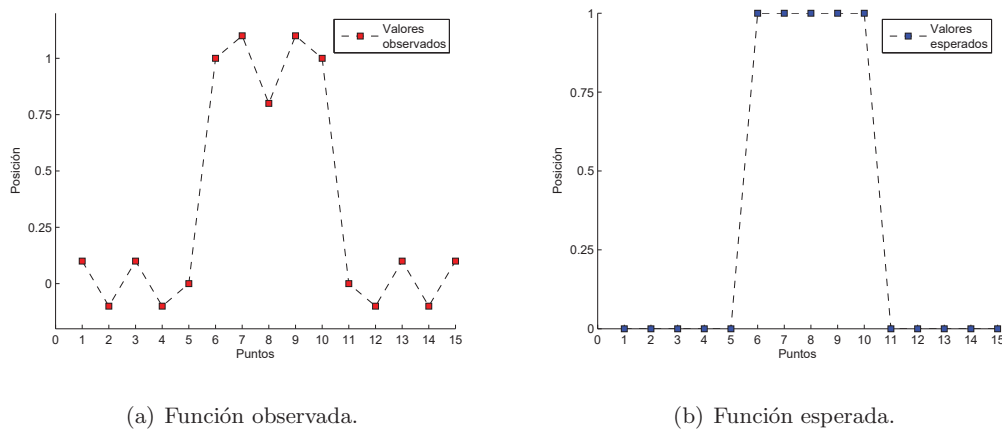 Valores
observados
1
0.75
0.5
0.25
0
Posición
0 1 2 3 4 5 6 7 8 9 10 11 12 13 14 15
Puntos
(a) Función observada.
Valores
esperados
1
0.75
0.5
0.25
0
Posición
0 1 2 3 4 5 6 7 8 9 10 11 12 13 14 15
Puntos
(b) Función esperada.